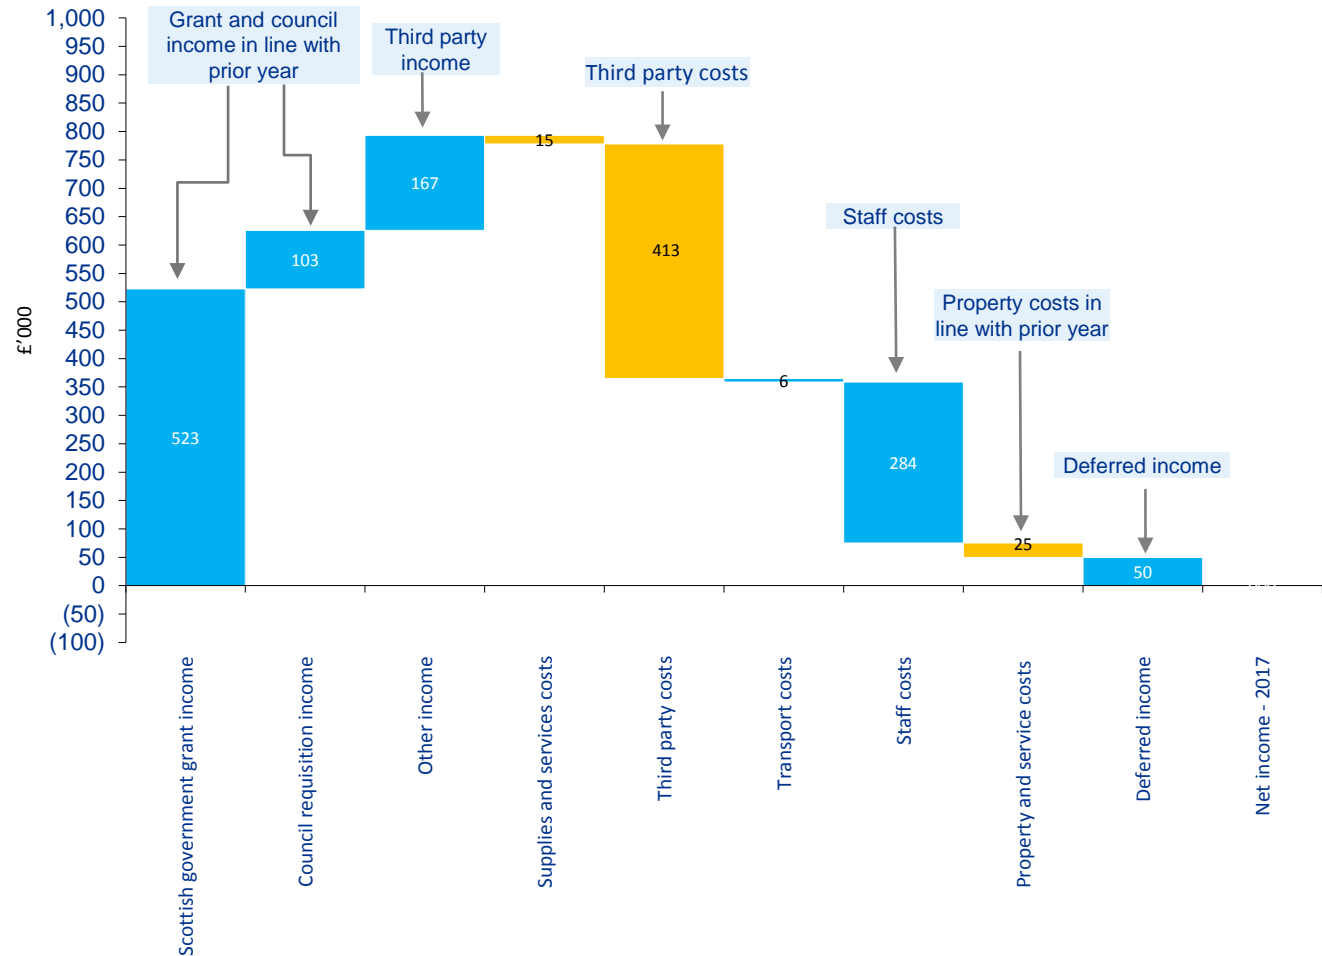 Grant and council
income in line with
prior year
Third party
income
Third party costs
Staff costs
Property costs in
line with prior year
Deferred income
£'000
1,000
950
900
850
800
750
700
650
600
550
500
450
400
350
300
250
200
150
100
50
0
(50)
(100)
523
103
167
15
413
6
284
25
50
Scottish government grant income
Council requisition income
Other income
Supplies and services costs
Third party costs
Transport costs
Staff costs
Property and service costs
Deferred income
Net income - 2017